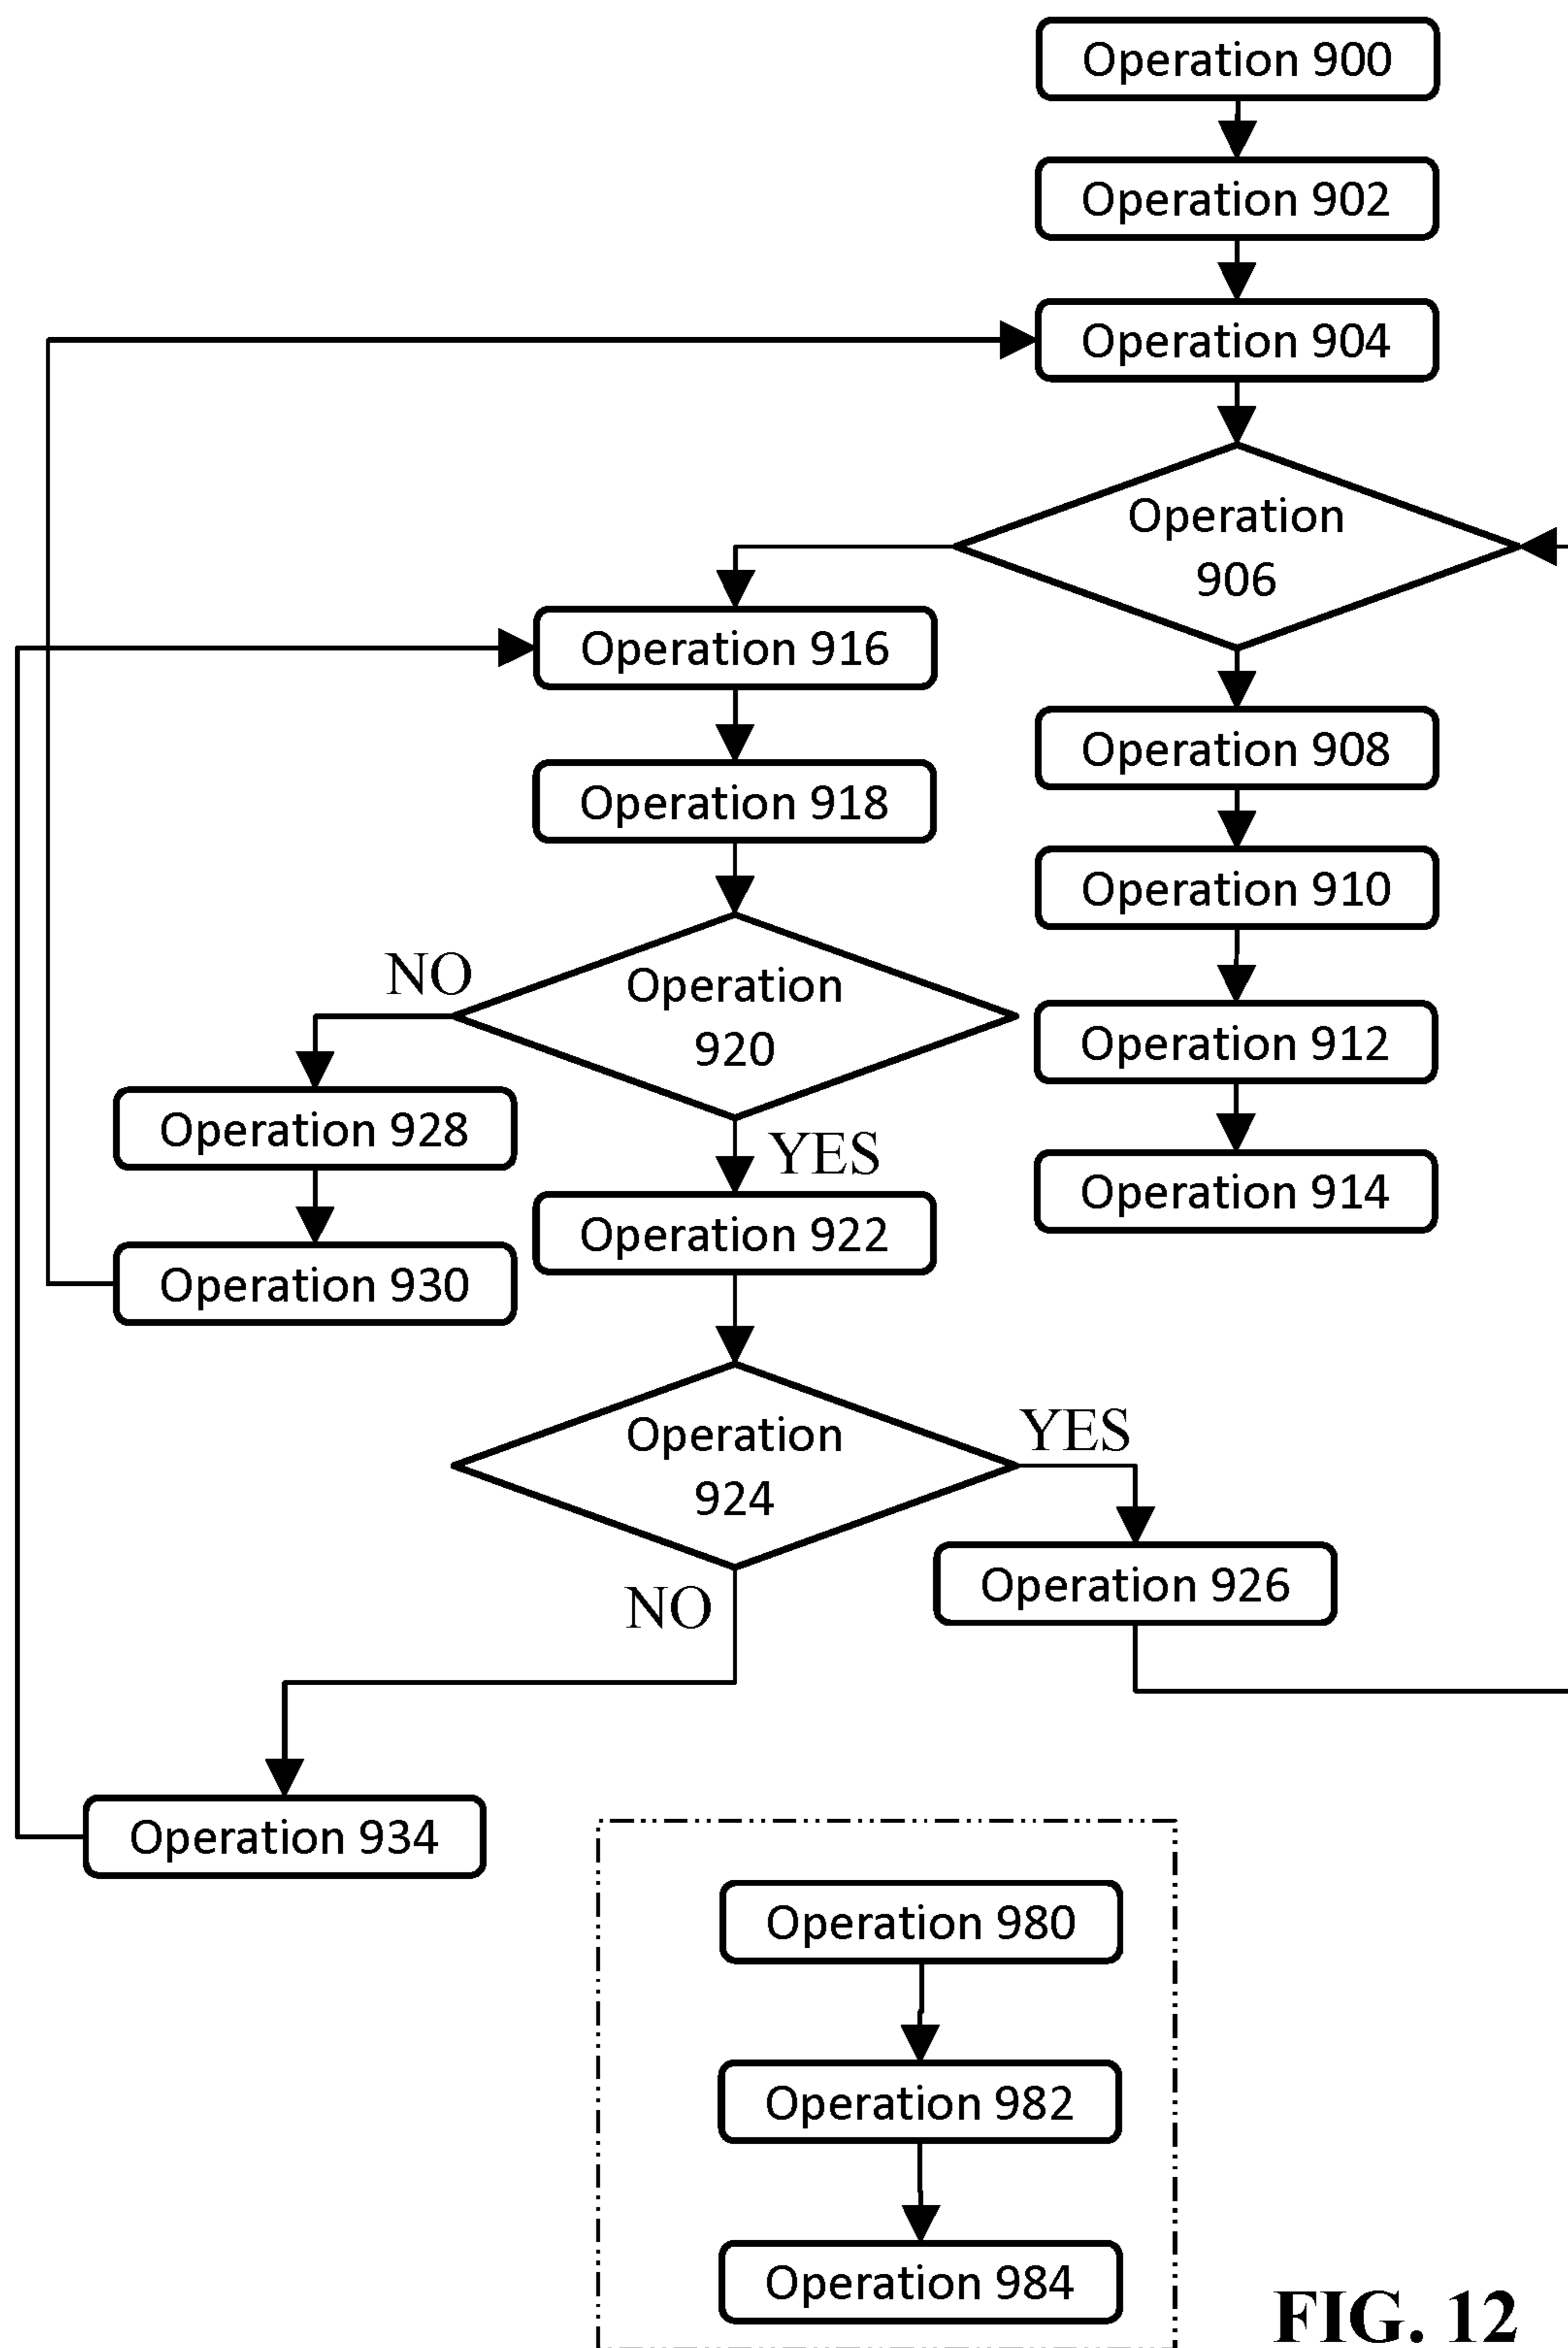 Operation 900
Operation 902
Operation 904
Operation
906
Operation 916
Operation 918
Operation 908
Operation 910
Operation 912
Operation 914
NO
Operation
920
YES
Operation 928
Operation 930
Operation 922
Operation
924
YES
NO
Operation 926
Operation 934
Operation 980
Operation 982
Operation 984
FIG. 12